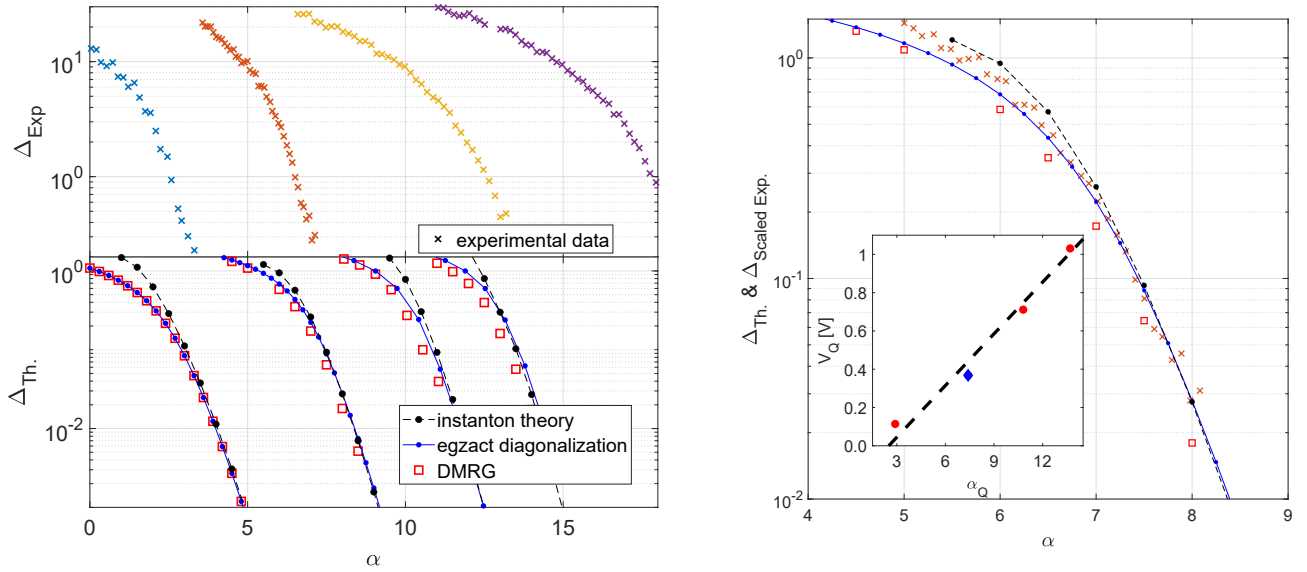 Δ_Exp
10^1
10^0
experimental data
Δ_Th.
10^0
10^-2
instanton theory
egzact diagonalization
DMRG
0 5 10 15
α
Δ_Th. & Δ_Scaled Exp.
10^0
10^-1
10^-2
V_Q [V]
1
0.8
0.6
0.4
0.2
0
3 6 9 12
α_Q
4 5 6 7 8 9
α